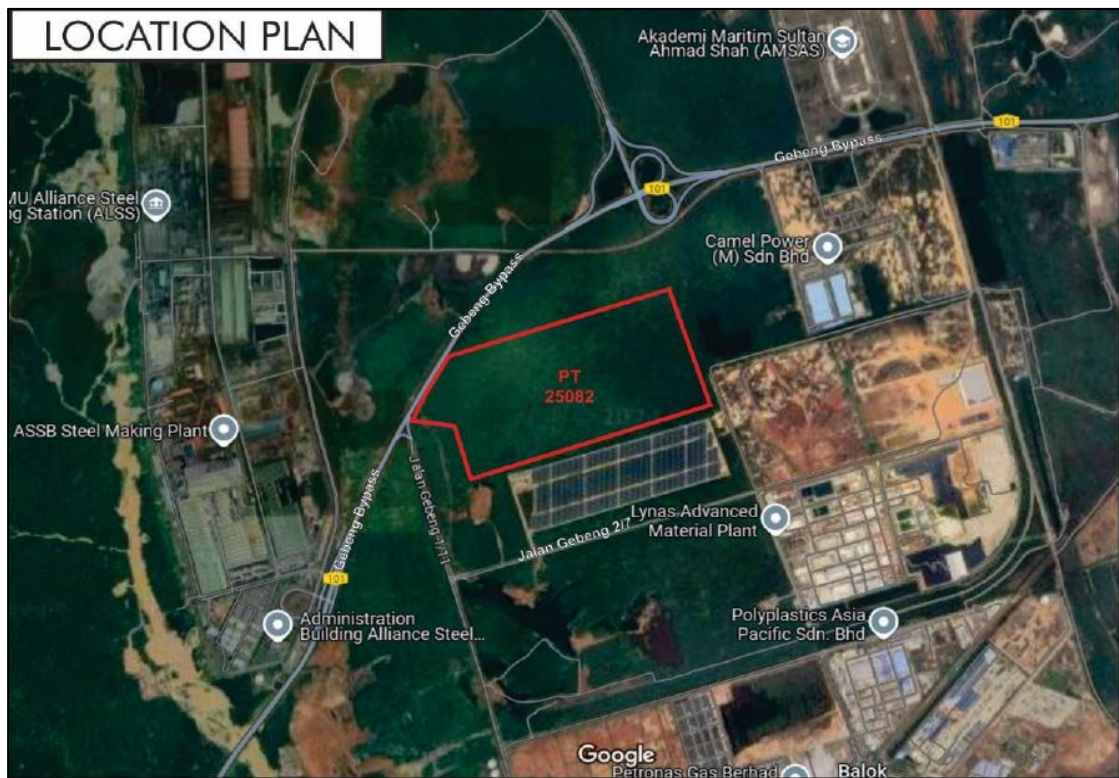 LOCATION PLAN
Akademi Maritim Sultan
Ahmad Shah (AMSAS)
101
Gebeng Bypass
101
MU Alliance Steel
ng Station (ALSS)
Camel Power
(M) Sdn Bhd
Gebeng Bypass
PT
25082
ASSB Steel Making Plant
Jalan Gebeng 1/11
Lynas Advanced
Material Plant
Jalan Gebeng 2/7
Gebeng Bypass
101
Administration
Building Alliance Steel...
Polyplastics Asia
Pacific Sdn. Bhd
Google
Petronas Gas Berhad
Balok